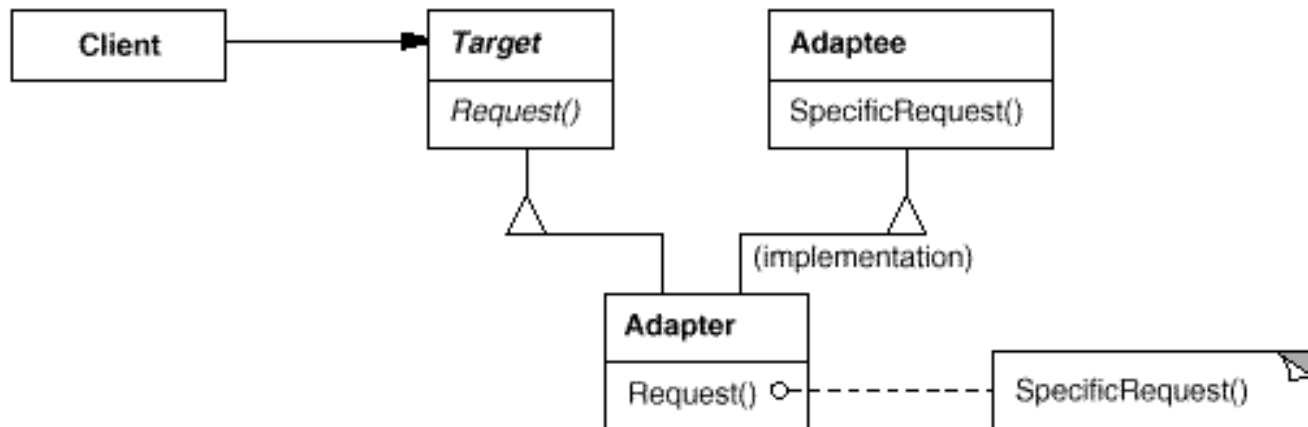 Client
Target
Request()
Adaptee
SpecificRequest()
(implementation)
Adapter
Request()
SpecificRequest()